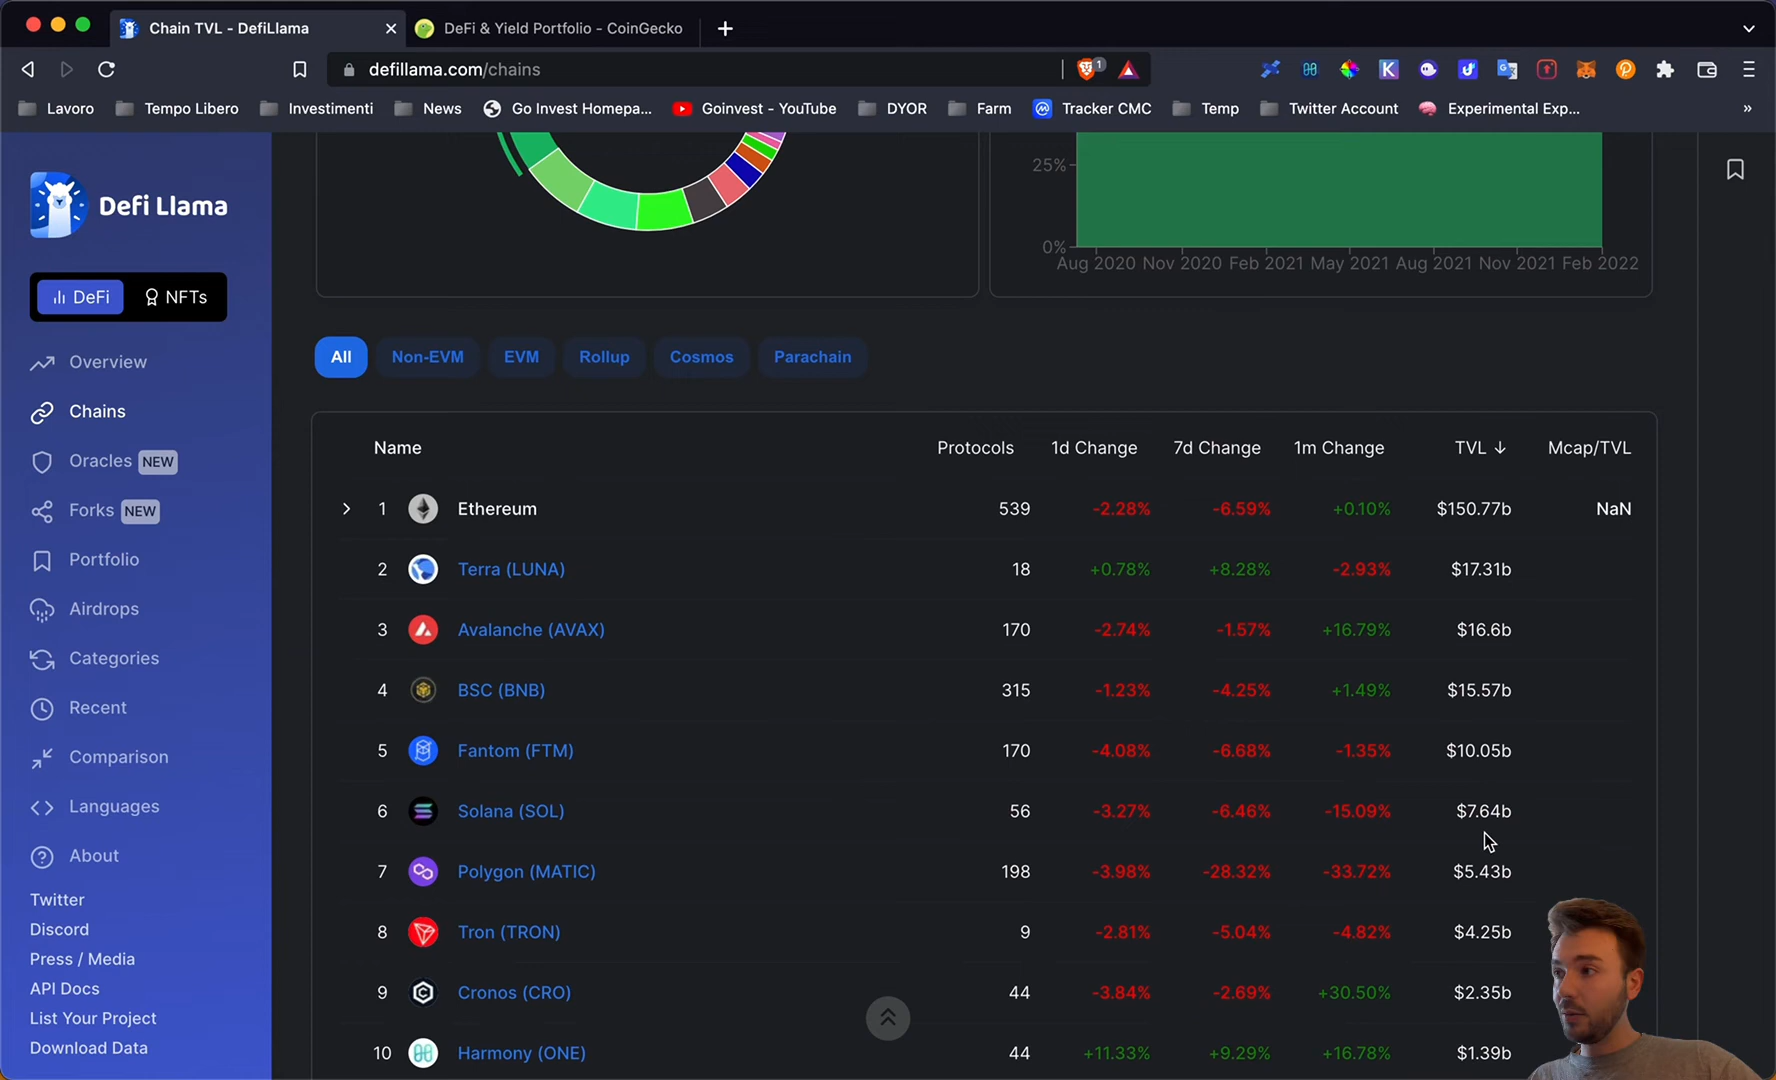 Chain TVL - DefiLlama
DeFi & Yield Portfolio - CoinGecko
defillama.com/chains
1
Lavoro
Tempo Libero
Investimenti
News
Go Invest Homepa...
Goinvest - YouTube
DYOR
Farm
Tracker CMC
Temp
Twitter Account
Experimental Exp...
»
Defi Llama
DeFi
NFTs
Overview
Chains
Oracles NEW
Forks NEW
Portfolio
Airdrops
Categories
Recent
Comparison
Languages
About
Twitter
Discord
Press / Media
API Docs
List Your Project
Download Data
25%
0%
Aug 2020 Nov 2020 Feb 2021 May 2021 Aug 2021 Nov 2021 Feb 2022
All Non-EVM EVM Rollup Cosmos Parachain
Name Protocols 1d Change 7d Change 1m Change TVL ↓ Mcap/TVL
1 Ethereum 539 -2.28% -6.59% +0.10% $150.77b NaN
2 Terra (LUNA) 18 +0.78% +8.28% -2.93% $17.31b
3 Avalanche (AVAX) 170 -2.74% -1.57% +16.79% $16.6b
4 BSC (BNB) 315 -1.23% -4.25% +1.49% $15.57b
5 Fantom (FTM) 170 -4.08% -6.68% -1.35% $10.05b
6 Solana (SOL) 56 -3.27% -6.46% -15.09% $7.64b
7 Polygon (MATIC) 198 -3.98% -28.32% -33.72% $5.43b
8 Tron (TRON) 9 -2.81% -5.04% -4.82% $4.25b
9 Cronos (CRO) 44 -3.84% -2.69% +30.50% $2.35b
10 Harmony (ONE) 44 +11.33% +9.29% +16.78% $1.39b